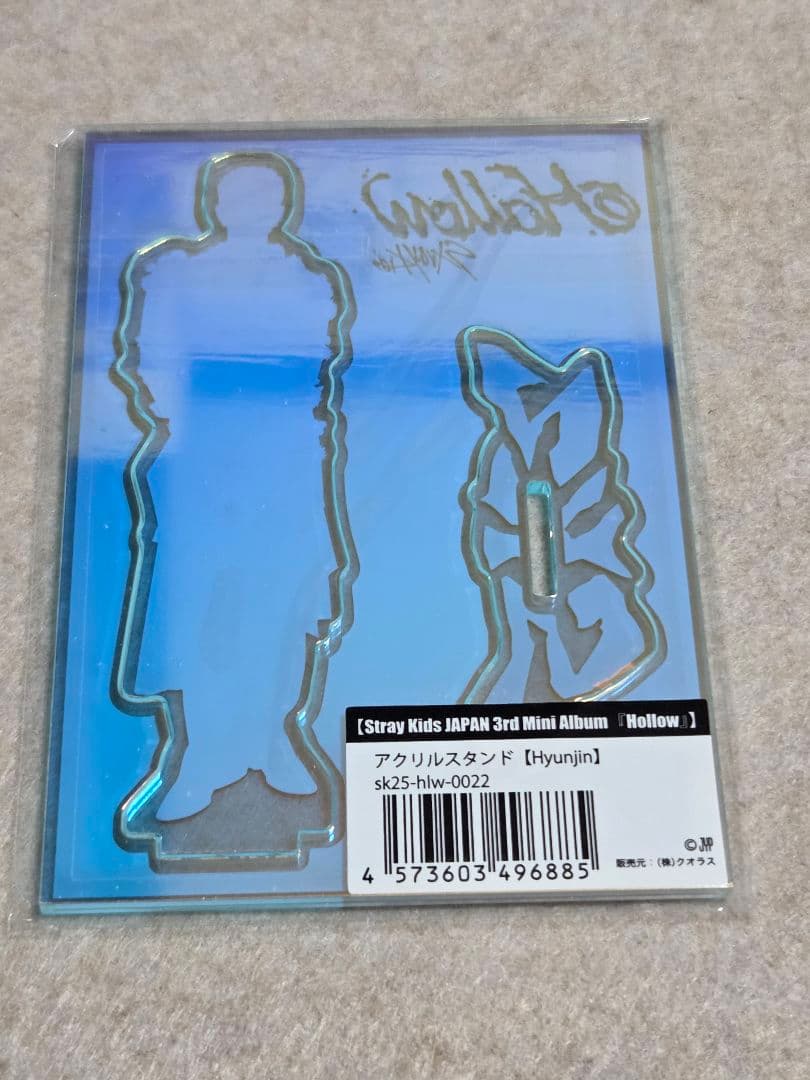 Hollow
Stray Kids
【Stray Kids JAPAN 3rd Mini Album 『Hollow』】
アクリルスタンド【Hyunjin】
sk25-hlw-0022
4 573603 496885
©JYP
販売元：(株)クオラス